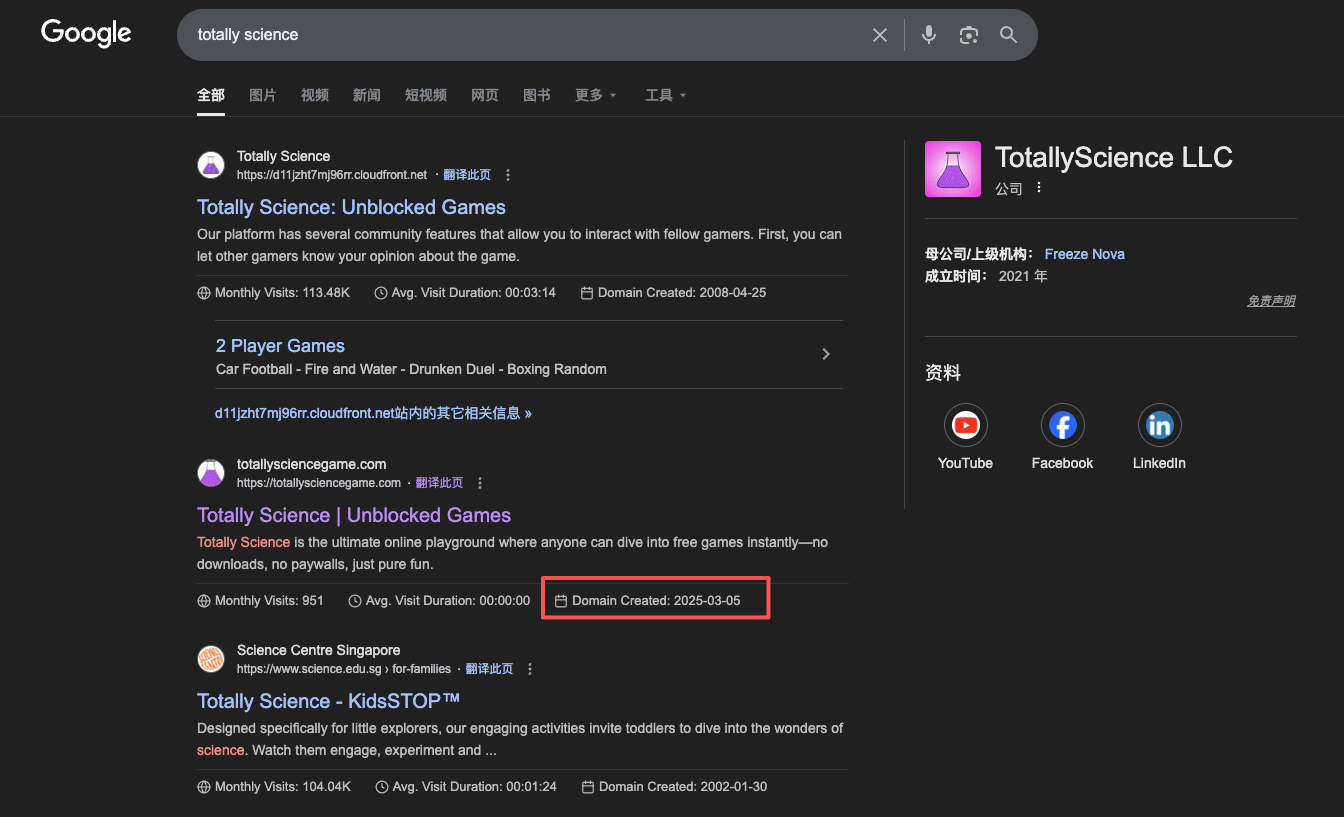 Google
totally science
全部 图片 视频 新闻 短视频 网页 图书 更多 工具
Totally Science
https://d11jzht7mj96rr.cloudfront.net · 翻译此页
Totally Science: Unblocked Games
Our platform has several community features that allow you to interact with fellow gamers. First, you can
let other gamers know your opinion about the game.
Monthly Visits: 113.48K Avg. Visit Duration: 00:03:14 Domain Created: 2008-04-25
2 Player Games
Car Football - Fire and Water - Drunken Duel - Boxing Random
d11jzht7mj96rr.cloudfront.net站内的其它相关信息 »
totallysciencegame.com
https://totallysciencegame.com · 翻译此页
Totally Science | Unblocked Games
Totally Science is the ultimate online playground where anyone can dive into free games instantly—no
downloads, no paywalls, just pure fun.
Monthly Visits: 951 Avg. Visit Duration: 00:00:00 Domain Created: 2025-03-05
Science Centre Singapore
https://www.science.edu.sg › for-families · 翻译此页
Totally Science - KidsSTOP™
Designed specifically for little explorers, our engaging activities invite toddlers to dive into the wonders of
science. Watch them engage, experiment and ...
Monthly Visits: 104.04K Avg. Visit Duration: 00:01:24 Domain Created: 2002-01-30
TotallyScience LLC
公司
母公司/上级机构： Freeze Nova
成立时间： 2021 年
免责声明
资料
YouTube Facebook LinkedIn